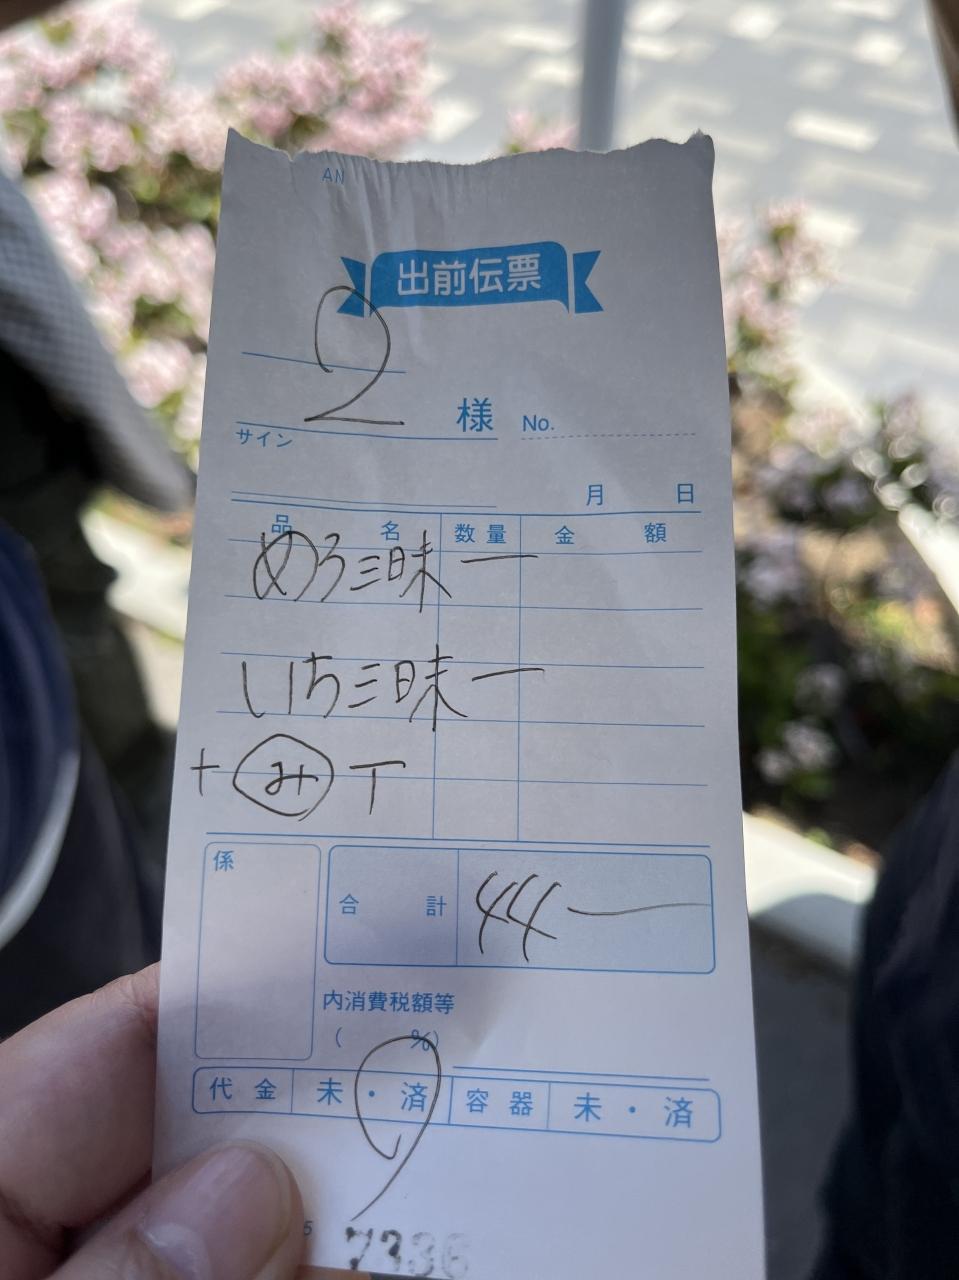 AN
出前伝票
2 様 No.
サイン
月 日
品 名 数量 金 額
めろ三昧 一
いち三昧 一
+ み T
係
合 計 44 —
内消費税額等
( %)
代金 未・済 容器 未・済
5 7336